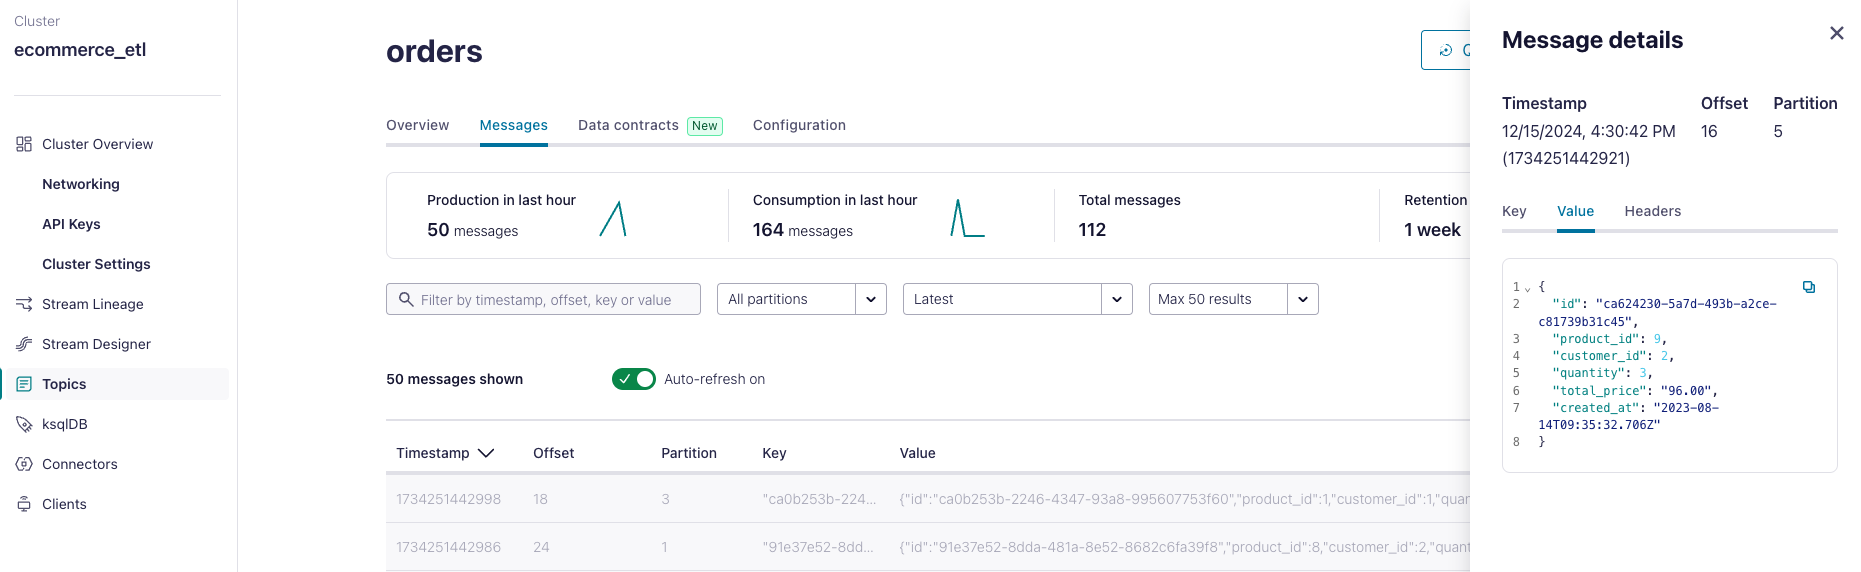 Cluster
ecommerce_etl
Cluster Overview
Networking
API Keys
Cluster Settings
Stream Lineage
Stream Designer
Topics
ksqlDB
Connectors
Clients
orders
Overview Messages Data contracts New Configuration
Production in last hour
50 messages
Consumption in last hour
164 messages
Total messages
112
Retention
1 week
Filter by timestamp, offset, key or value
All partitions
Latest
Max 50 results
50 messages shown
Auto-refresh on
Timestamp Offset Partition Key Value
1734251442998 18 3 "ca0b253b-224... {"id":"ca0b253b-2246-4347-93a8-995607753f60","product_id":1,"customer_id":1,"quan
1734251442986 24 1 "91e37e52-8dd... {"id":"91e37e52-8dda-481a-8e52-8682c6fa39f8","product_id":8,"customer_id":2,"quant
Message details
Timestamp Offset Partition
12/15/2024, 4:30:42 PM 16 5
(1734251442921)
Key Value Headers
1 {
2 "id": "ca624230-5a7d-493b-a2ce-
c81739b31c45",
3 "product_id": 9,
4 "customer_id": 2,
5 "quantity": 3,
6 "total_price": "96.00",
7 "created_at": "2023-08-
14T09:35:32.706Z"
8 }